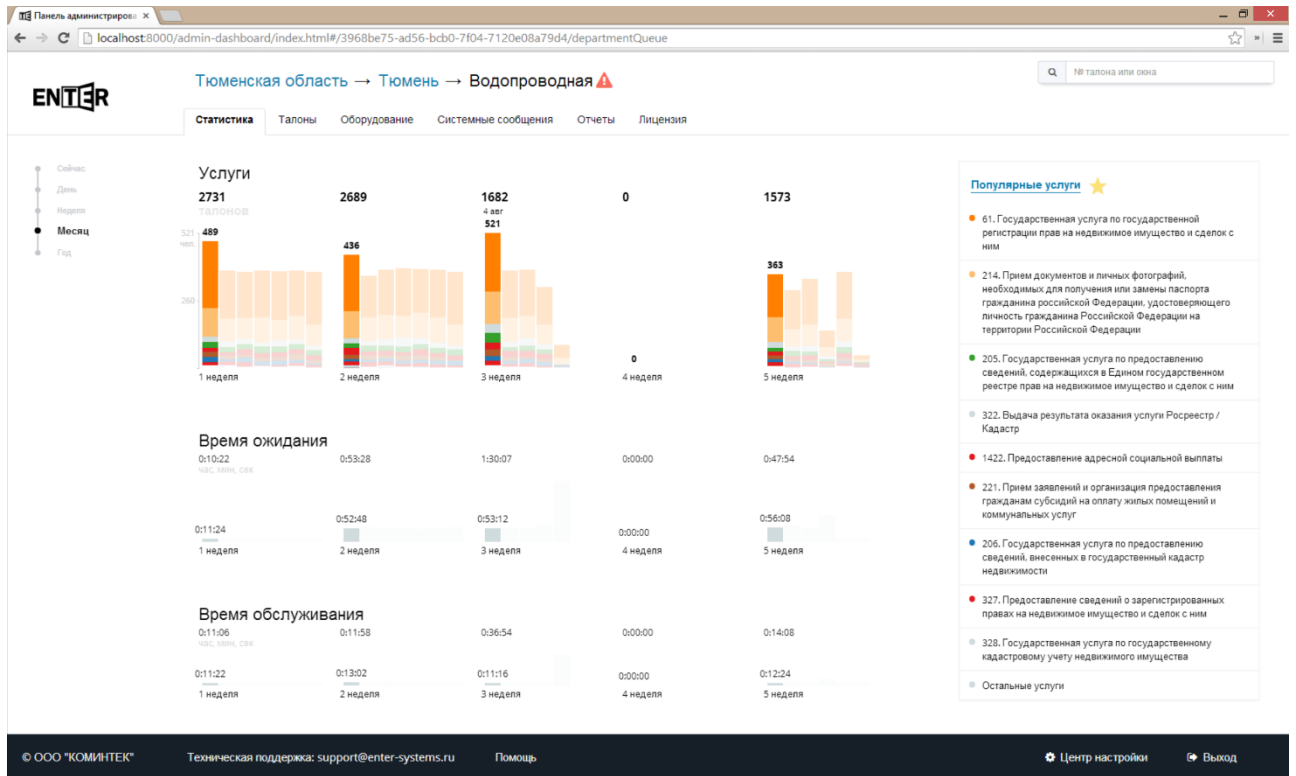 Панель администрирова
localhost:8000/admin-dashboard/index.html#/3968be75-ad56-bcb0-7f04-7120e08a79d4/departmentQueue
ENTER
Тюменская область → Тюмень → Водопроводная
№ талона или окна
Статистика Талоны Оборудование Системные сообщения Отчеты Лицензия
Сейчас
День
Неделя
Месяц
Год
Услуги
2731 2689 1682 0 1573
талонов
4 авг
521
чел.
489 436 521 0 363
260
1 неделя 2 неделя 3 неделя 4 неделя 5 неделя
Время ожидания
0:10:22 0:53:28 1:30:07 0:00:00 0:47:54
час, мин, сек
0:11:24 0:52:48 0:53:12 0:00:00 0:56:08
1 неделя 2 неделя 3 неделя 4 неделя 5 неделя
Время обслуживания
0:11:06 0:11:58 0:36:54 0:00:00 0:14:08
час, мин, сек
0:11:22 0:13:02 0:11:16 0:00:00 0:12:24
1 неделя 2 неделя 3 неделя 4 неделя 5 неделя
Популярные услуги
61. Государственная услуга по государственной
регистрации прав на недвижимое имущество и сделок с
ним
214. Прием документов и личных фотографий,
необходимых для получения или замены паспорта
гражданина российской Федерации, удостоверяющего
личность гражданина Российской Федерации на
территории Российской Федерации
205. Государственная услуга по предоставлению
сведений, содержащихся в Едином государственном
реестре прав на недвижимое имущество и сделок с ним
322. Выдача результата оказания услуги Росреестр /
Кадастр
1422. Предоставление адресной социальной выплаты
221. Прием заявлений и организация предоставления
гражданам субсидий на оплату жилых помещений и
коммунальных услуг
206. Государственная услуга по предоставлению
сведений, внесенных в государственный кадастр
недвижимости
327. Предоставление сведений о зарегистрированных
правах на недвижимое имущество и сделок с ним
328. Государственная услуга по государственному
кадастровому учету недвижимого имущества
Остальные услуги
© ООО "КОМИНТЕК" Техническая поддержка: support@enter-systems.ru Помощь Центр настройки Выход